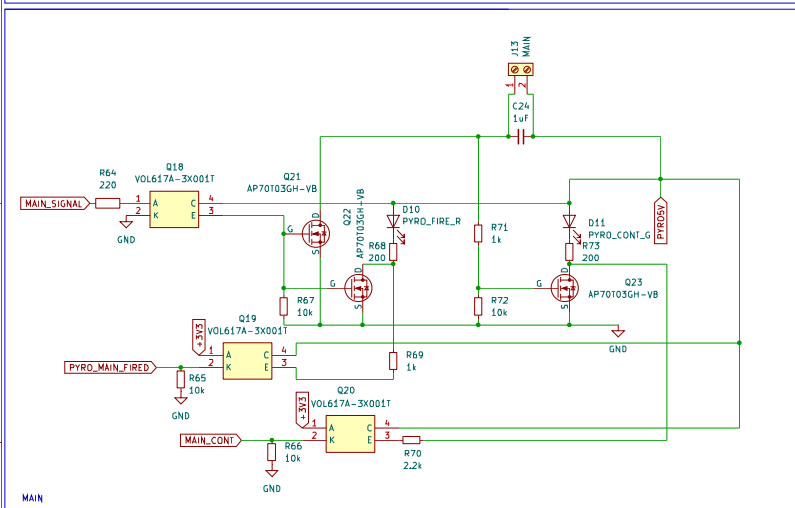 J13
MAIN
1
2
C24
1uF
R64
220
Q18
VOL617A-3X001T
Q21
AP70T03GH-VB
MAIN_SIGNAL
1
A
C
4
2
K
E
3
GND
G
D
S
Q22
AP70T03GH-VB
D10
PYRO_FIRE_R
R68
200
G
D
S
R71
1k
D11
PYRO_CONT_G
R73
200
PYRO5V
R67
10k
R72
10k
G
D
S
Q23
AP70T03GH-VB
GND
Q19
VOL617A-3X001T
+3V3
1
A
C
4
2
K
E
3
PYRO_MAIN_FIRED
R65
10k
GND
R69
1k
Q20
VOL617A-3X001T
+3V3
1
A
C
4
2
K
E
3
MAIN_CONT
R66
10k
GND
R70
2.2k
MAIN